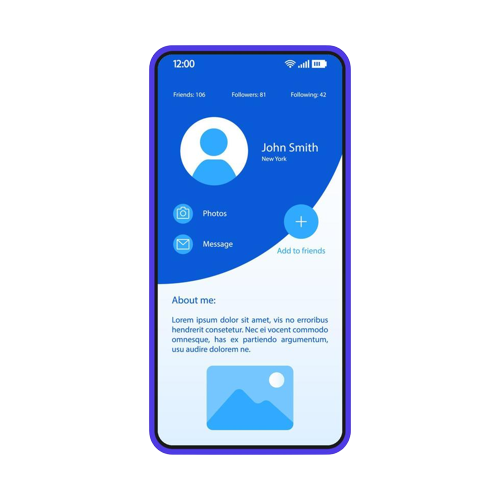 12:00
Friends: 106 Followers: 81 Following: 42
John Smith
New York
Photos
Message
Add to friends
About me:
Lorem ipsum dolor sit amet, vis no erroribus
hendrerit consetetur. Nec ei vocent commodo
omnesque, has ex partiendo argumentum,
usu audire dolorem ne.